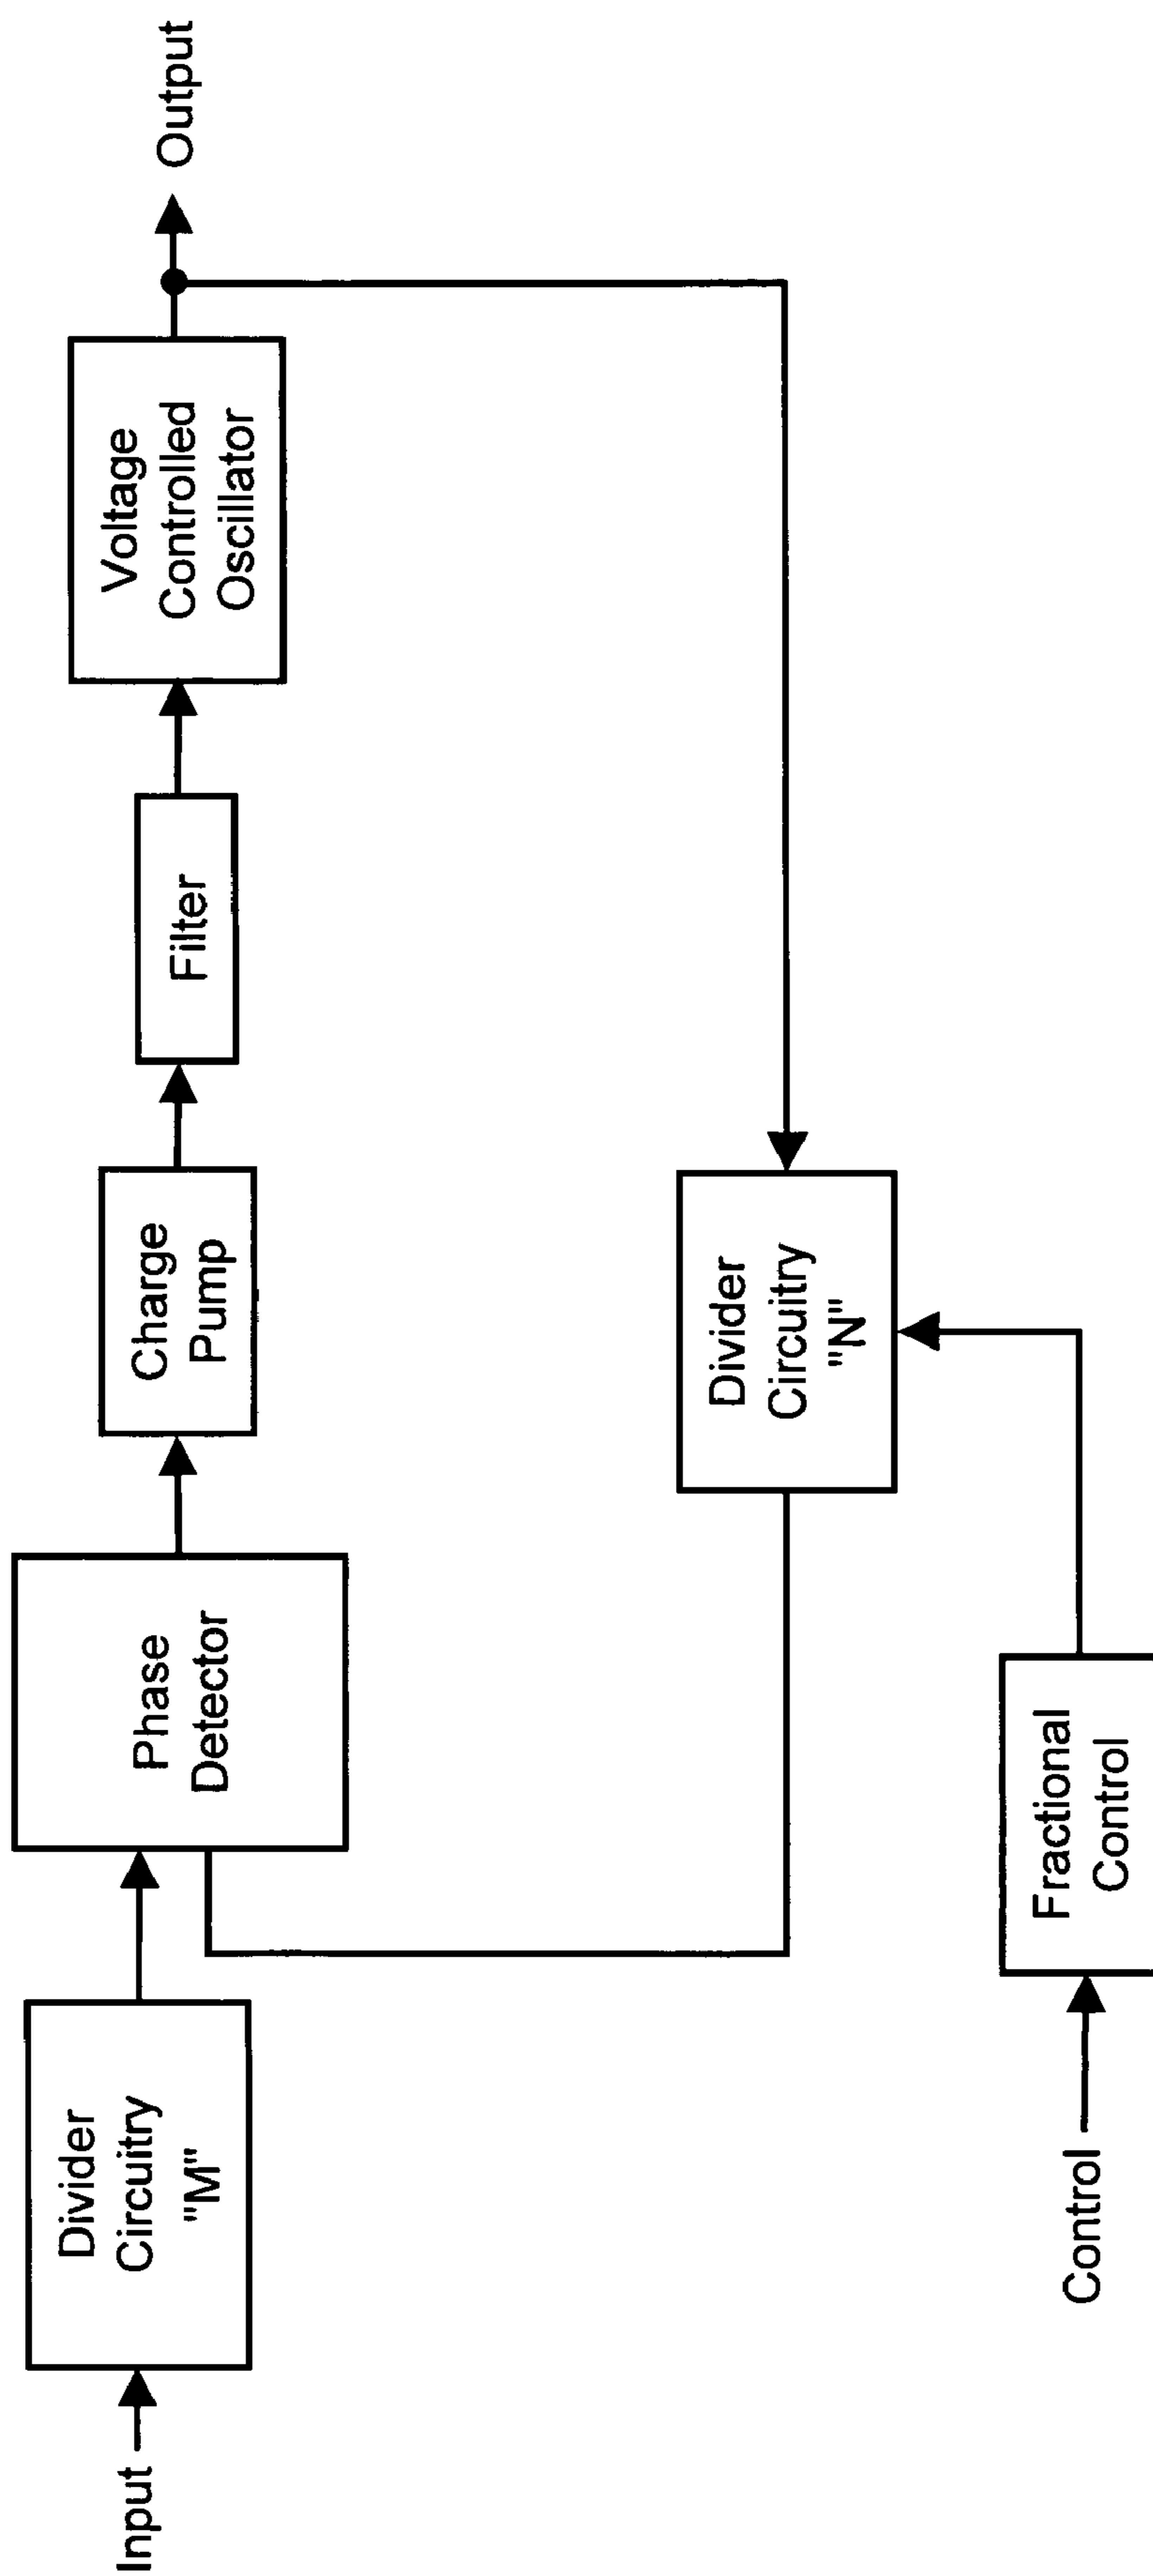 Input
Divider
Circuitry
"M"
Phase
Detector
Charge
Pump
Filter
Voltage
Controlled
Oscillator
Output
Divider
Circuitry
"N"
Control
Fractional
Control